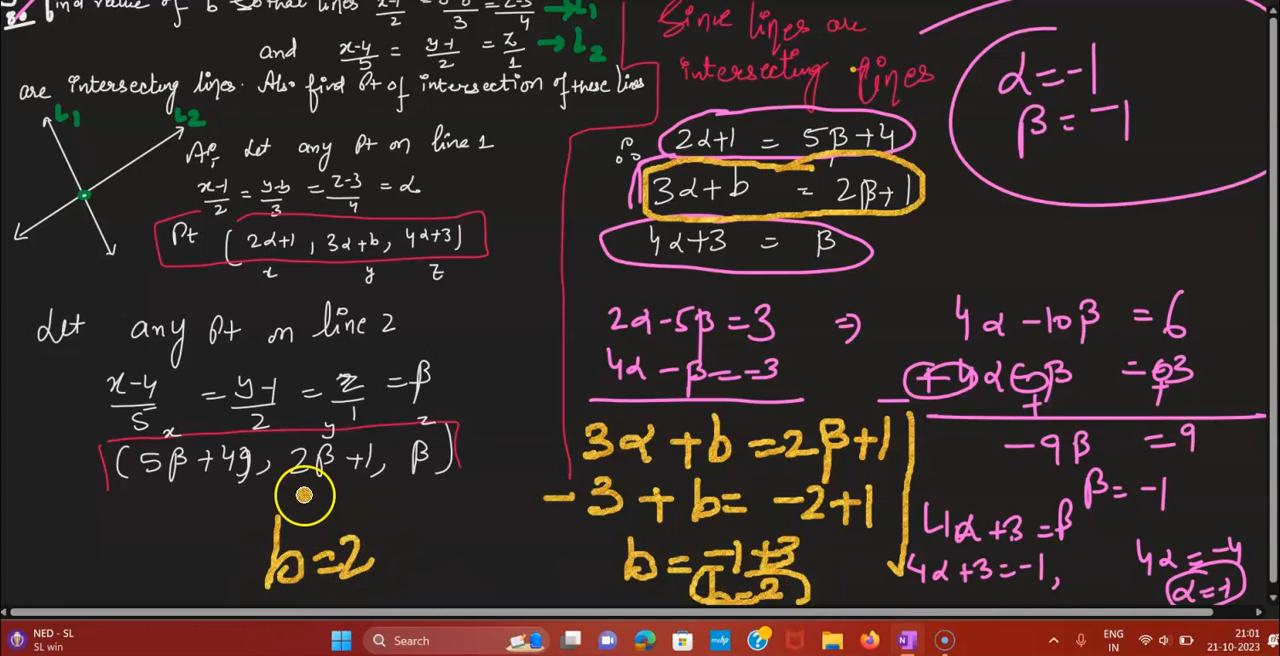 80. Find value of b so that lines x-1/2 = y-b/3 = z-3/4 → L1
and x-4/5 = y-1/2 = z/1 → L2
are intersecting lines. Also find Pt of intersection of these lines
L1 L2
Let any Pt on line 1
x-1/2 = y-b/3 = z-3/4 = α
Pt (2α+1, 3α+b, 4α+3)
x y z
Let any Pt on line 2
x-4/5 = y-1/2 = z/1 = β
x y z
(5β+4, 2β+1, β)
b=2
Since lines are
intersecting lines
∴ 2α+1 = 5β+4
3α+b = 2β+1
4α+3 = β
2α-5β=3 ⇒
4α-β=-3
3α+b=2β+1
-3+b=-2+1
b=-1+3
b=2
α=-1
β=-1
4α-10β=6
-9β=9
β=-1
4α+3=β
4α+3=-1,
4α=-4
α=-1
NED - SL
SL win
Search
ENG
IN
21:01
21-10-2023